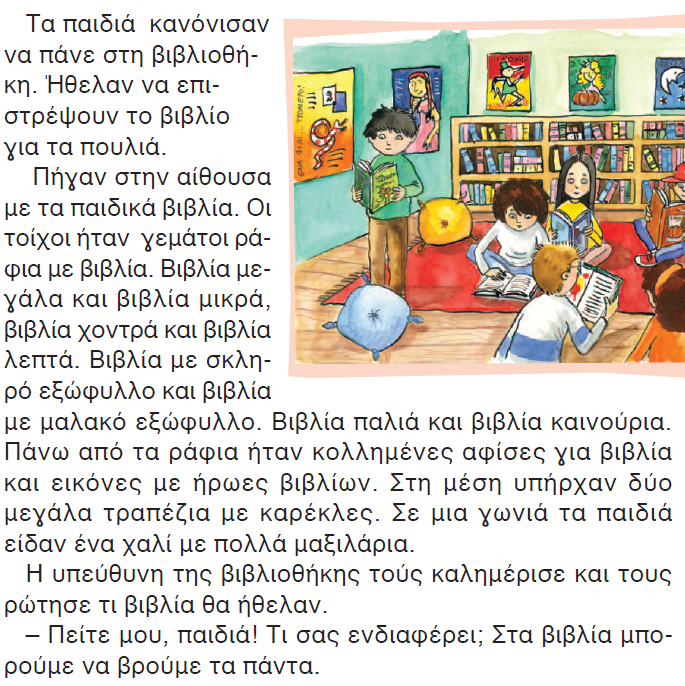 Τα παιδιά κανόνισαν
να πάνε στη βιβλιοθή-
κη. Ήθελαν να επι-
στρέψουν το βιβλίο
για τα πουλιά.
Πήγαν στην αίθουσα
με τα παιδικά βιβλία. Οι
τοίχοι ήταν γεμάτοι ρά-
φια με βιβλία. Βιβλία με-
γάλα και βιβλία μικρά,
βιβλία χοντρά και βιβλία
λεπτά. Βιβλία με σκλη-
ρό εξώφυλλο και βιβλία
με μαλακό εξώφυλλο. Βιβλία παλιά και βιβλία καινούρια.
Πάνω από τα ράφια ήταν κολλημένες αφίσες για βιβλία
και εικόνες με ήρωες βιβλίων. Στη μέση υπήρχαν δύο
μεγάλα τραπέζια με καρέκλες. Σε μια γωνιά τα παιδιά
είδαν ένα χαλί με πολλά μαξιλάρια.
Η υπεύθυνη της βιβλιοθήκης τούς καλημέρισε και τους
ρώτησε τι βιβλία θα ήθελαν.
– Πείτε μου, παιδιά! Τι σας ενδιαφέρει; Στα βιβλία μπο-
ρούμε να βρούμε τα πάντα.
ΕΝΑ ΦΙΔΙ... ΤΡΟΜΕΡΟ!